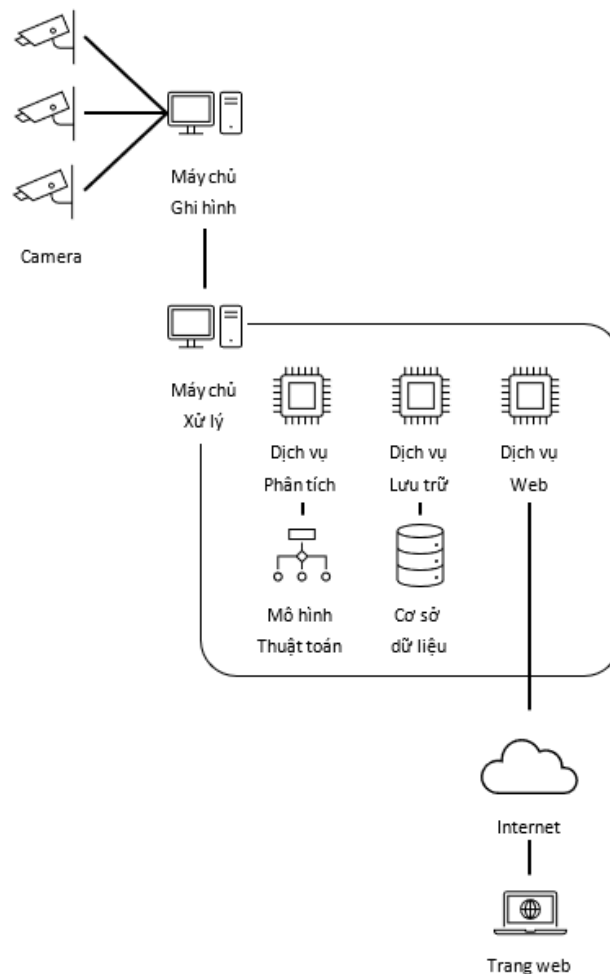 Máy chủ
Ghi hình
Camera
Máy chủ
Xử lý
Dịch vụ
Phân tích
Dịch vụ
Lưu trữ
Dịch vụ
Web
Mô hình
Thuật toán
Cơ sở
dữ liệu
Internet
Trang web